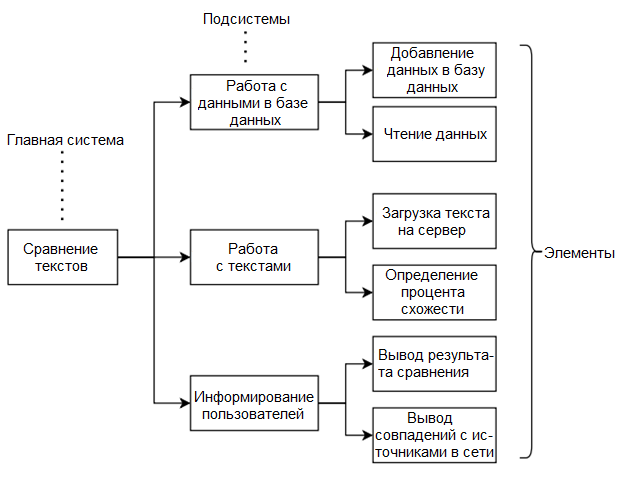 Подсистемы
Добавление
данных в базу
данных
Работа с
данными в базе
данных
Чтение данных
Главная система
Загрузка текста
на сервер
Сравнение
текстов
Работа
с текстами
Элементы
Определение
процента
схожести
Вывод результа-
та сравнения
Информирование
пользователей
Вывод
совпадений с ис-
точниками в сети